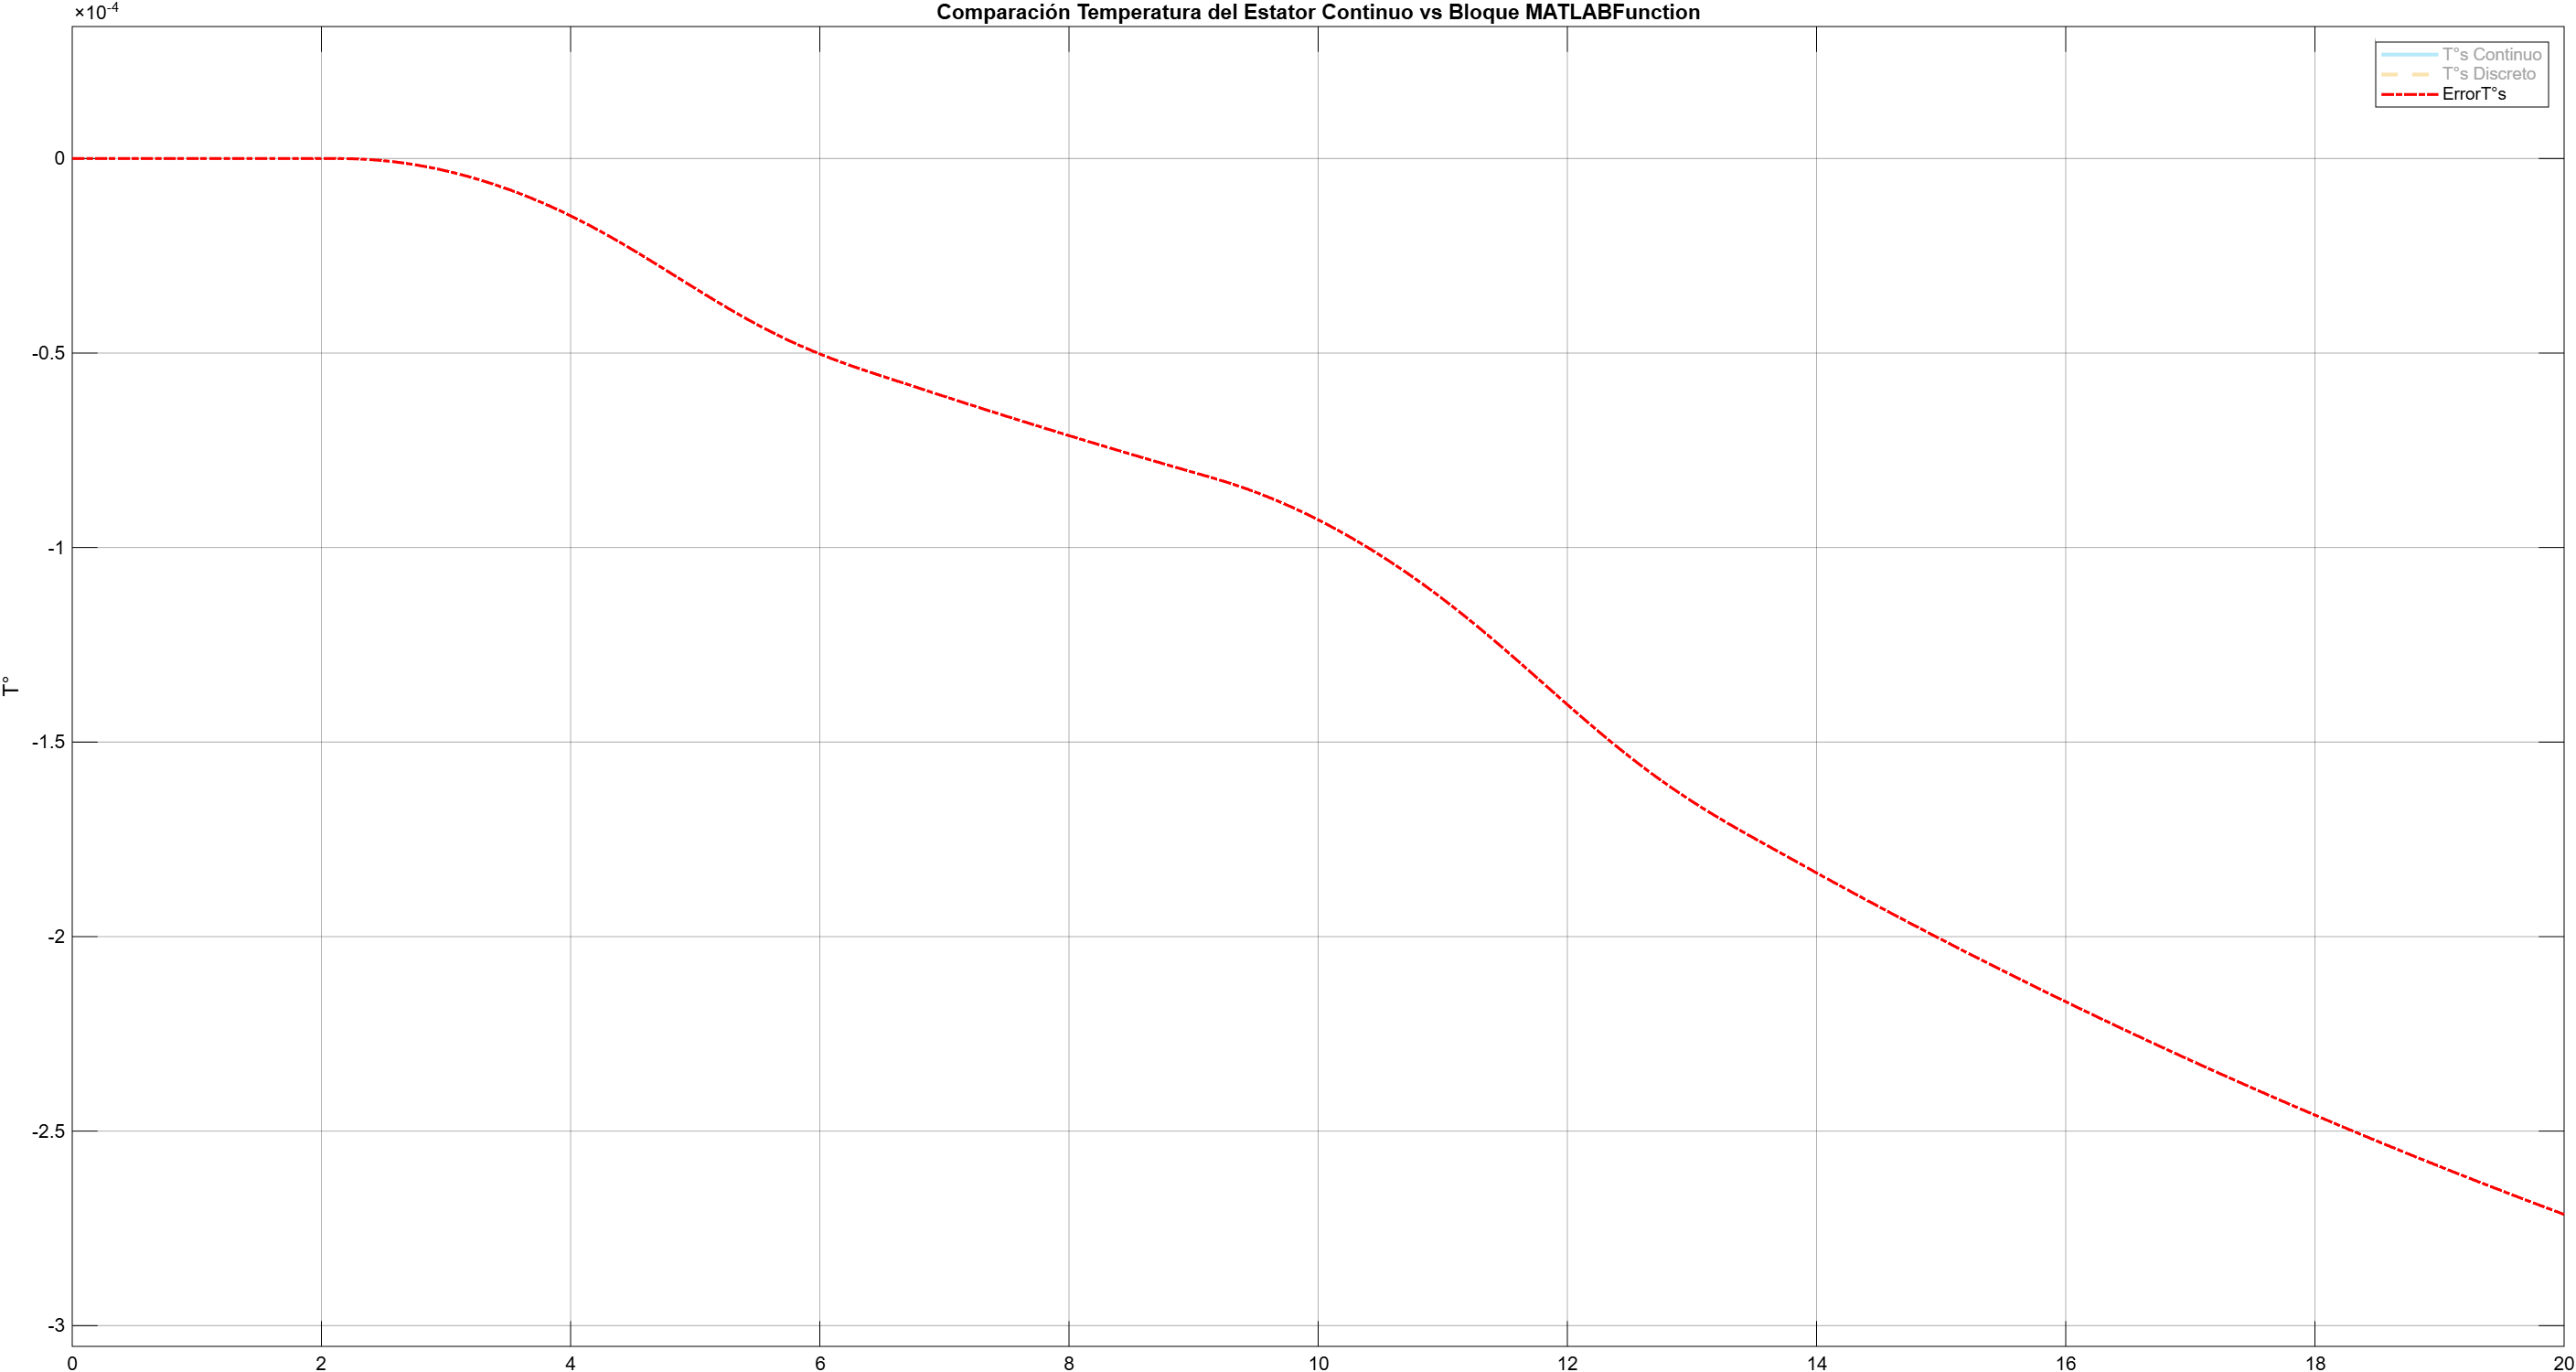 Comparación Temperatura del Estator Continuo vs Bloque MATLABFunction
×10⁻⁴
T°s Continuo
T°s Discreto
ErrorT°s
0
-0.5
-1
-1.5
-2
-2.5
-3
T°
0 2 4 6 8 10 12 14 16 18 20